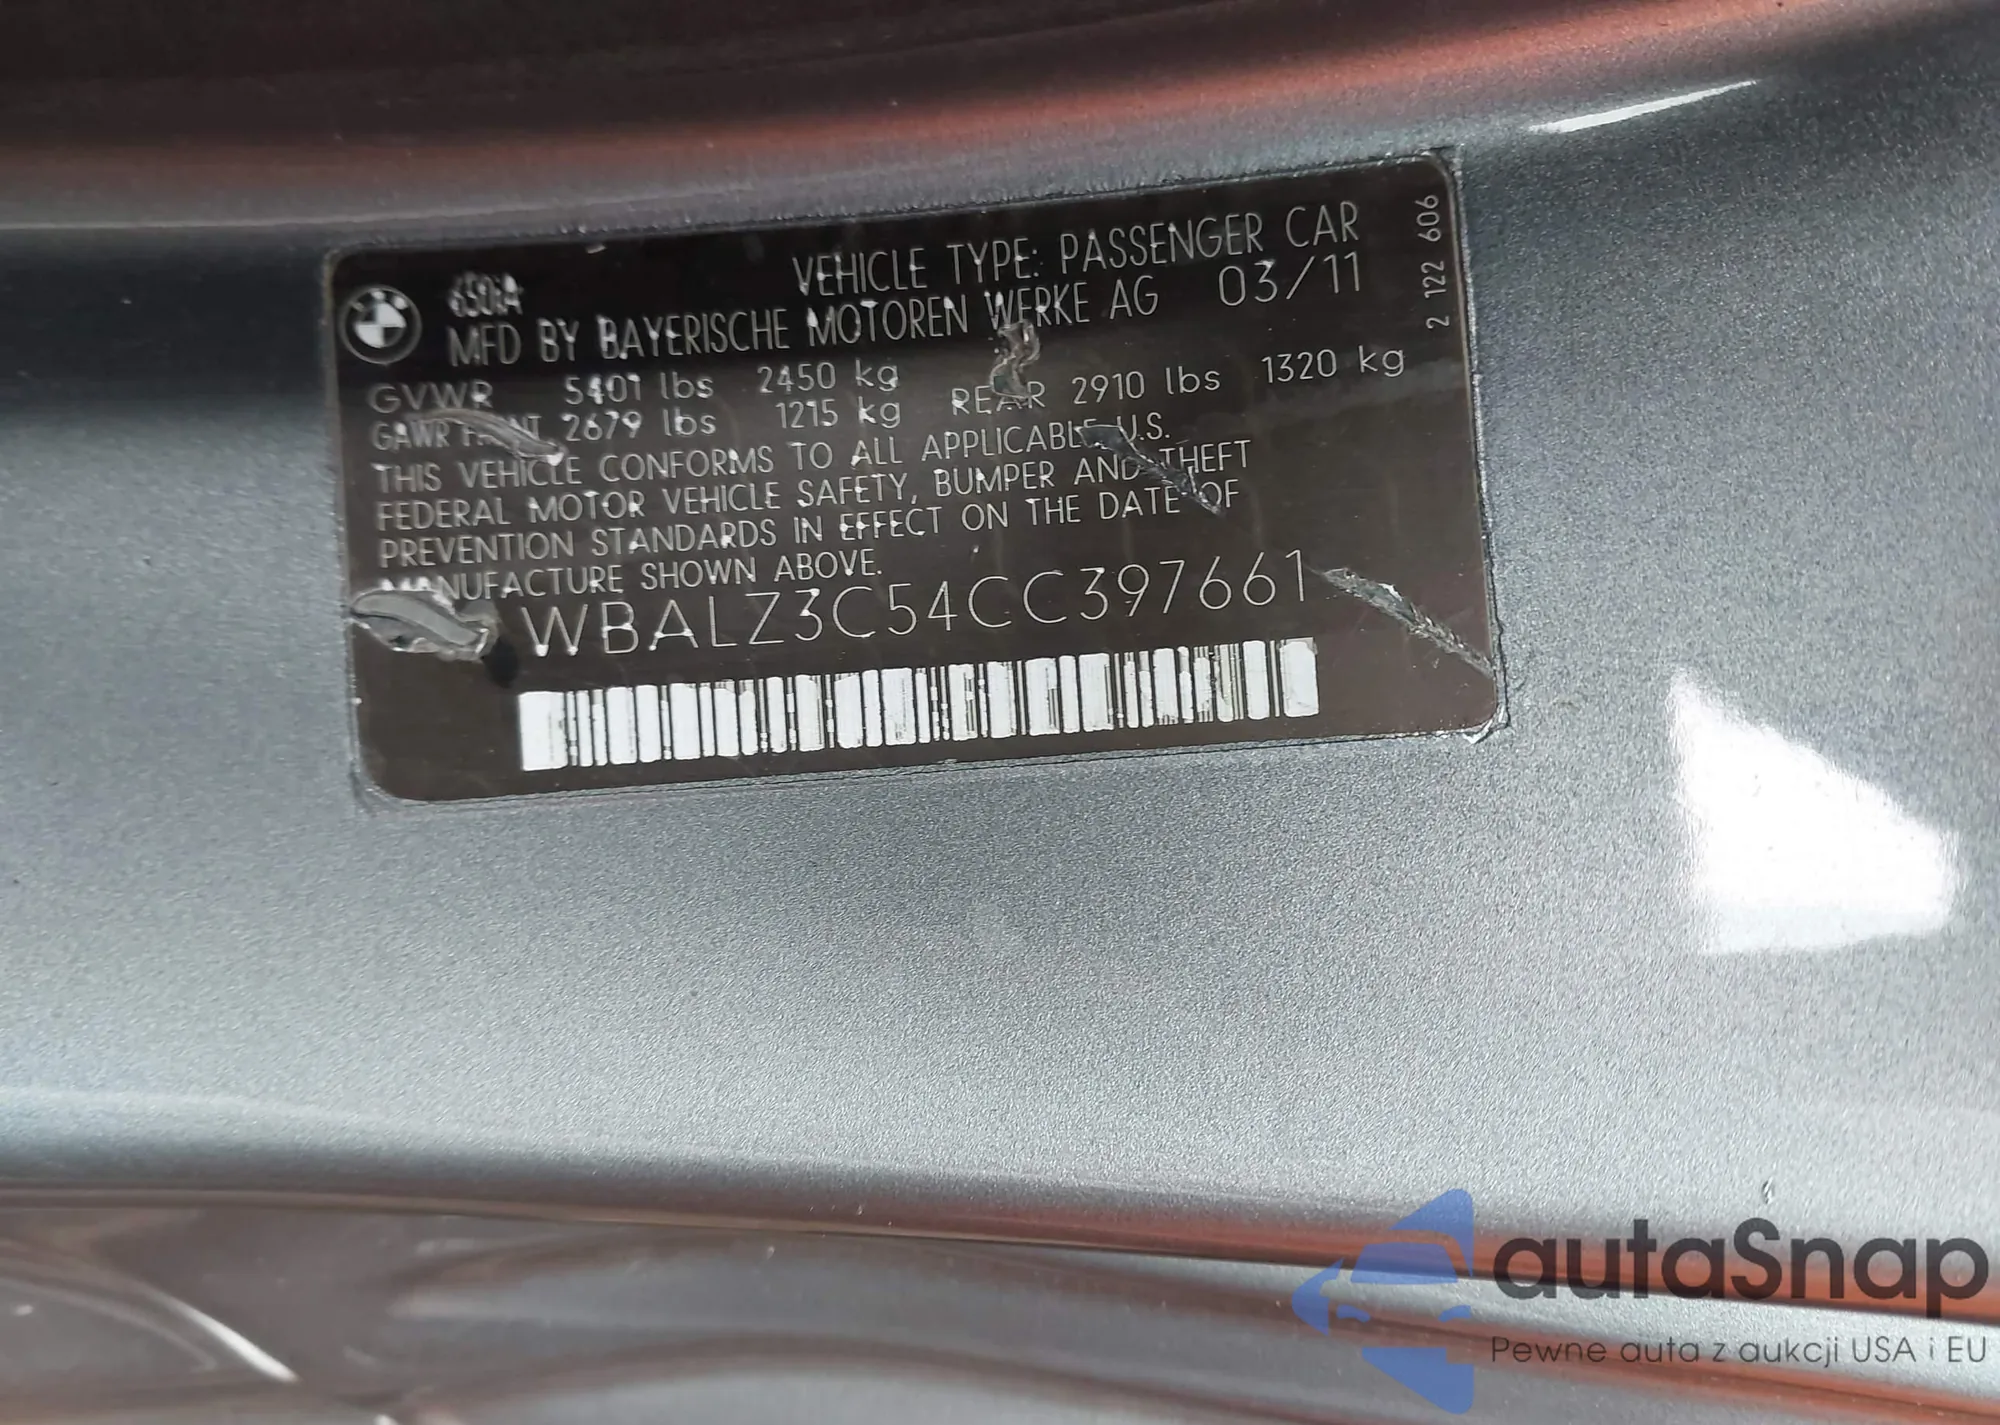 650iA VEHICLE TYPE: PASSENGER CAR
MFD BY BAYERISCHE MOTOREN WERKE AG 03/11
GVWR 5401 lbs 2450 kg
GAWR FRONT 2679 lbs 1215 kg REAR 2910 lbs 1320 kg
THIS VEHICLE CONFORMS TO ALL APPLICABLE U.S.
FEDERAL MOTOR VEHICLE SAFETY, BUMPER AND THEFT
PREVENTION STANDARDS IN EFFECT ON THE DATE OF
MANUFACTURE SHOWN ABOVE.
WBALZ3C54CC397661
2 122 606
autaSnap
Pewne auta z aukcji USA i EU